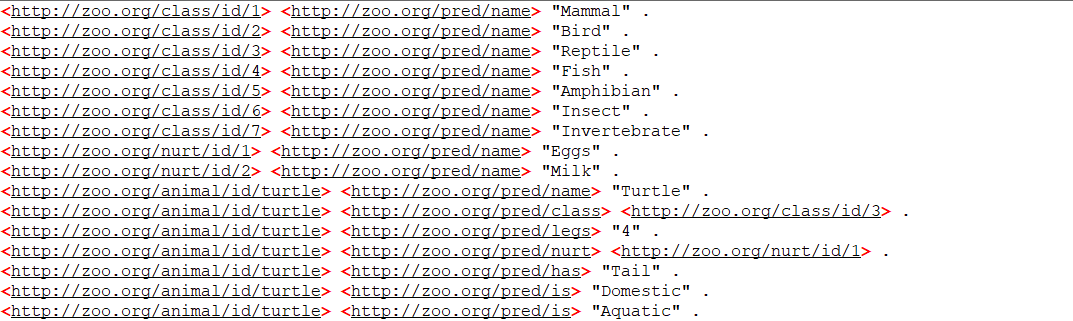 <http://zoo.org/class/id/1> <http://zoo.org/pred/name> "Mammal" .
<http://zoo.org/class/id/2> <http://zoo.org/pred/name> "Bird" .
<http://zoo.org/class/id/3> <http://zoo.org/pred/name> "Reptile" .
<http://zoo.org/class/id/4> <http://zoo.org/pred/name> "Fish" .
<http://zoo.org/class/id/5> <http://zoo.org/pred/name> "Amphibian" .
<http://zoo.org/class/id/6> <http://zoo.org/pred/name> "Insect" .
<http://zoo.org/class/id/7> <http://zoo.org/pred/name> "Invertebrate" .
<http://zoo.org/nurt/id/1> <http://zoo.org/pred/name> "Eggs" .
<http://zoo.org/nurt/id/2> <http://zoo.org/pred/name> "Milk" .
<http://zoo.org/animal/id/turtle> <http://zoo.org/pred/name> "Turtle" .
<http://zoo.org/animal/id/turtle> <http://zoo.org/pred/class> <http://zoo.org/class/id/3> .
<http://zoo.org/animal/id/turtle> <http://zoo.org/pred/legs> "4" .
<http://zoo.org/animal/id/turtle> <http://zoo.org/pred/nurt> <http://zoo.org/nurt/id/1> .
<http://zoo.org/animal/id/turtle> <http://zoo.org/pred/has> "Tail" .
<http://zoo.org/animal/id/turtle> <http://zoo.org/pred/is> "Domestic" .
<http://zoo.org/animal/id/turtle> <http://zoo.org/pred/is> "Aquatic" .